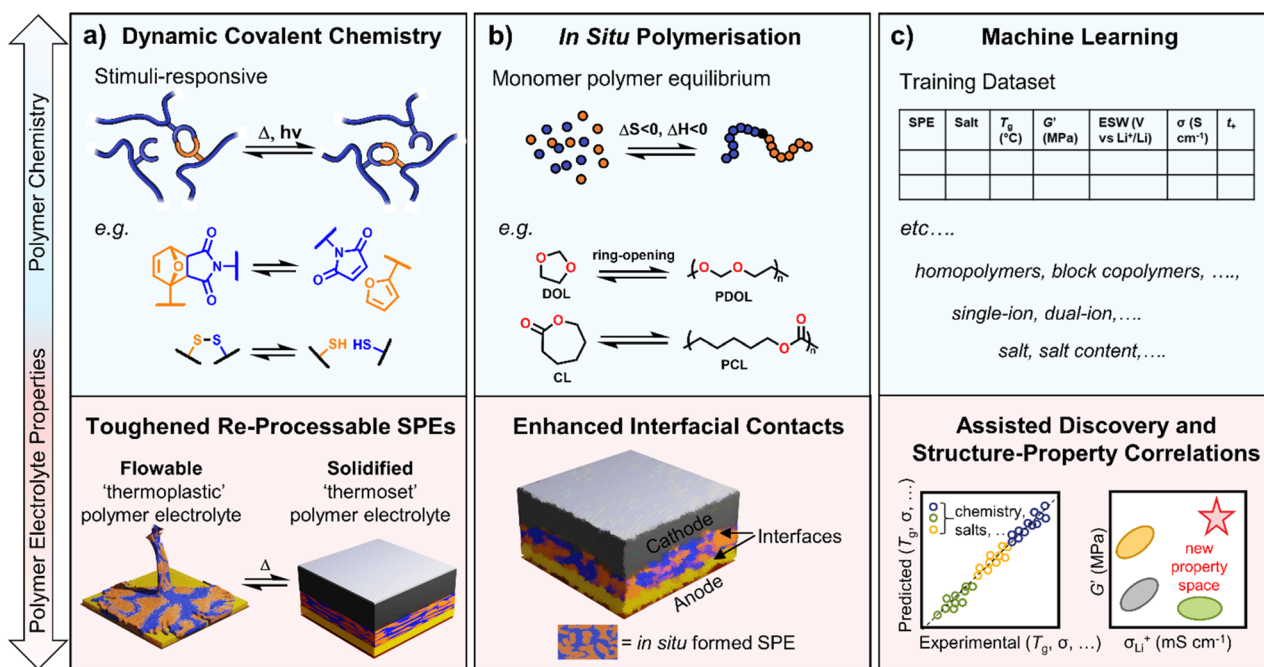 Polymer Chemistry
Polymer Electrolyte Properties
a) Dynamic Covalent Chemistry
Stimuli-responsive
Δ, hν
e.g.
O
N
O
O
O
N
O
O
S-S
SH HS
Toughened Re-Processable SPEs
Flowable
‘thermoplastic’
polymer electrolyte
Solidified
‘thermoset’
polymer electrolyte
Δ
b) In Situ Polymerisation
Monomer polymer equilibrium
ΔS<0, ΔH<0
e.g.
O
O
DOL
ring-opening
O O
n
PDOL
O
O
CL
O
O
n
PCL
Enhanced Interfacial Contacts
Cathode
Interfaces
Anode
= in situ formed SPE
c) Machine Learning
Training Dataset
SPE Salt Tg (°C) G’ (MPa) ESW (V vs Li⁺/Li) σ (S cm⁻¹) t₊
etc….
homopolymers, block copolymers, ….,
single-ion, dual-ion,….
salt, salt content,….
Assisted Discovery and
Structure-Property Correlations
Predicted (Tg, σ, …)
chemistry,
salts, …
Experimental (Tg, σ, …)
G’ (MPa)
new
property
space
σLi⁺ (mS cm⁻¹)